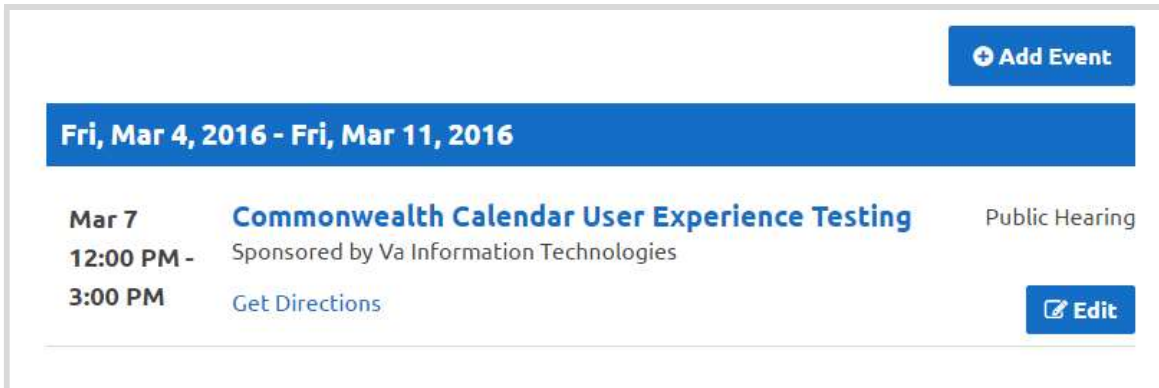 Add Event
Fri, Mar 4, 2016 - Fri, Mar 11, 2016
Mar 7
12:00 PM -
3:00 PM
Commonwealth Calendar User Experience Testing
Sponsored by Va Information Technologies
Get Directions
Public Hearing
Edit